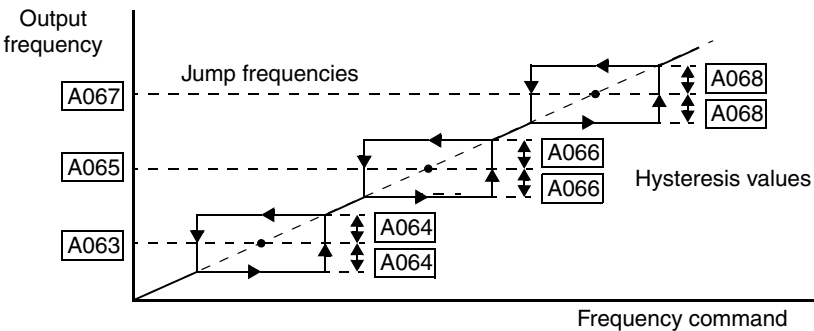 Output
frequency
Jump frequencies
A067
A068
A068
A065
A066
A066
Hysteresis values
A063
A064
A064
Frequency command